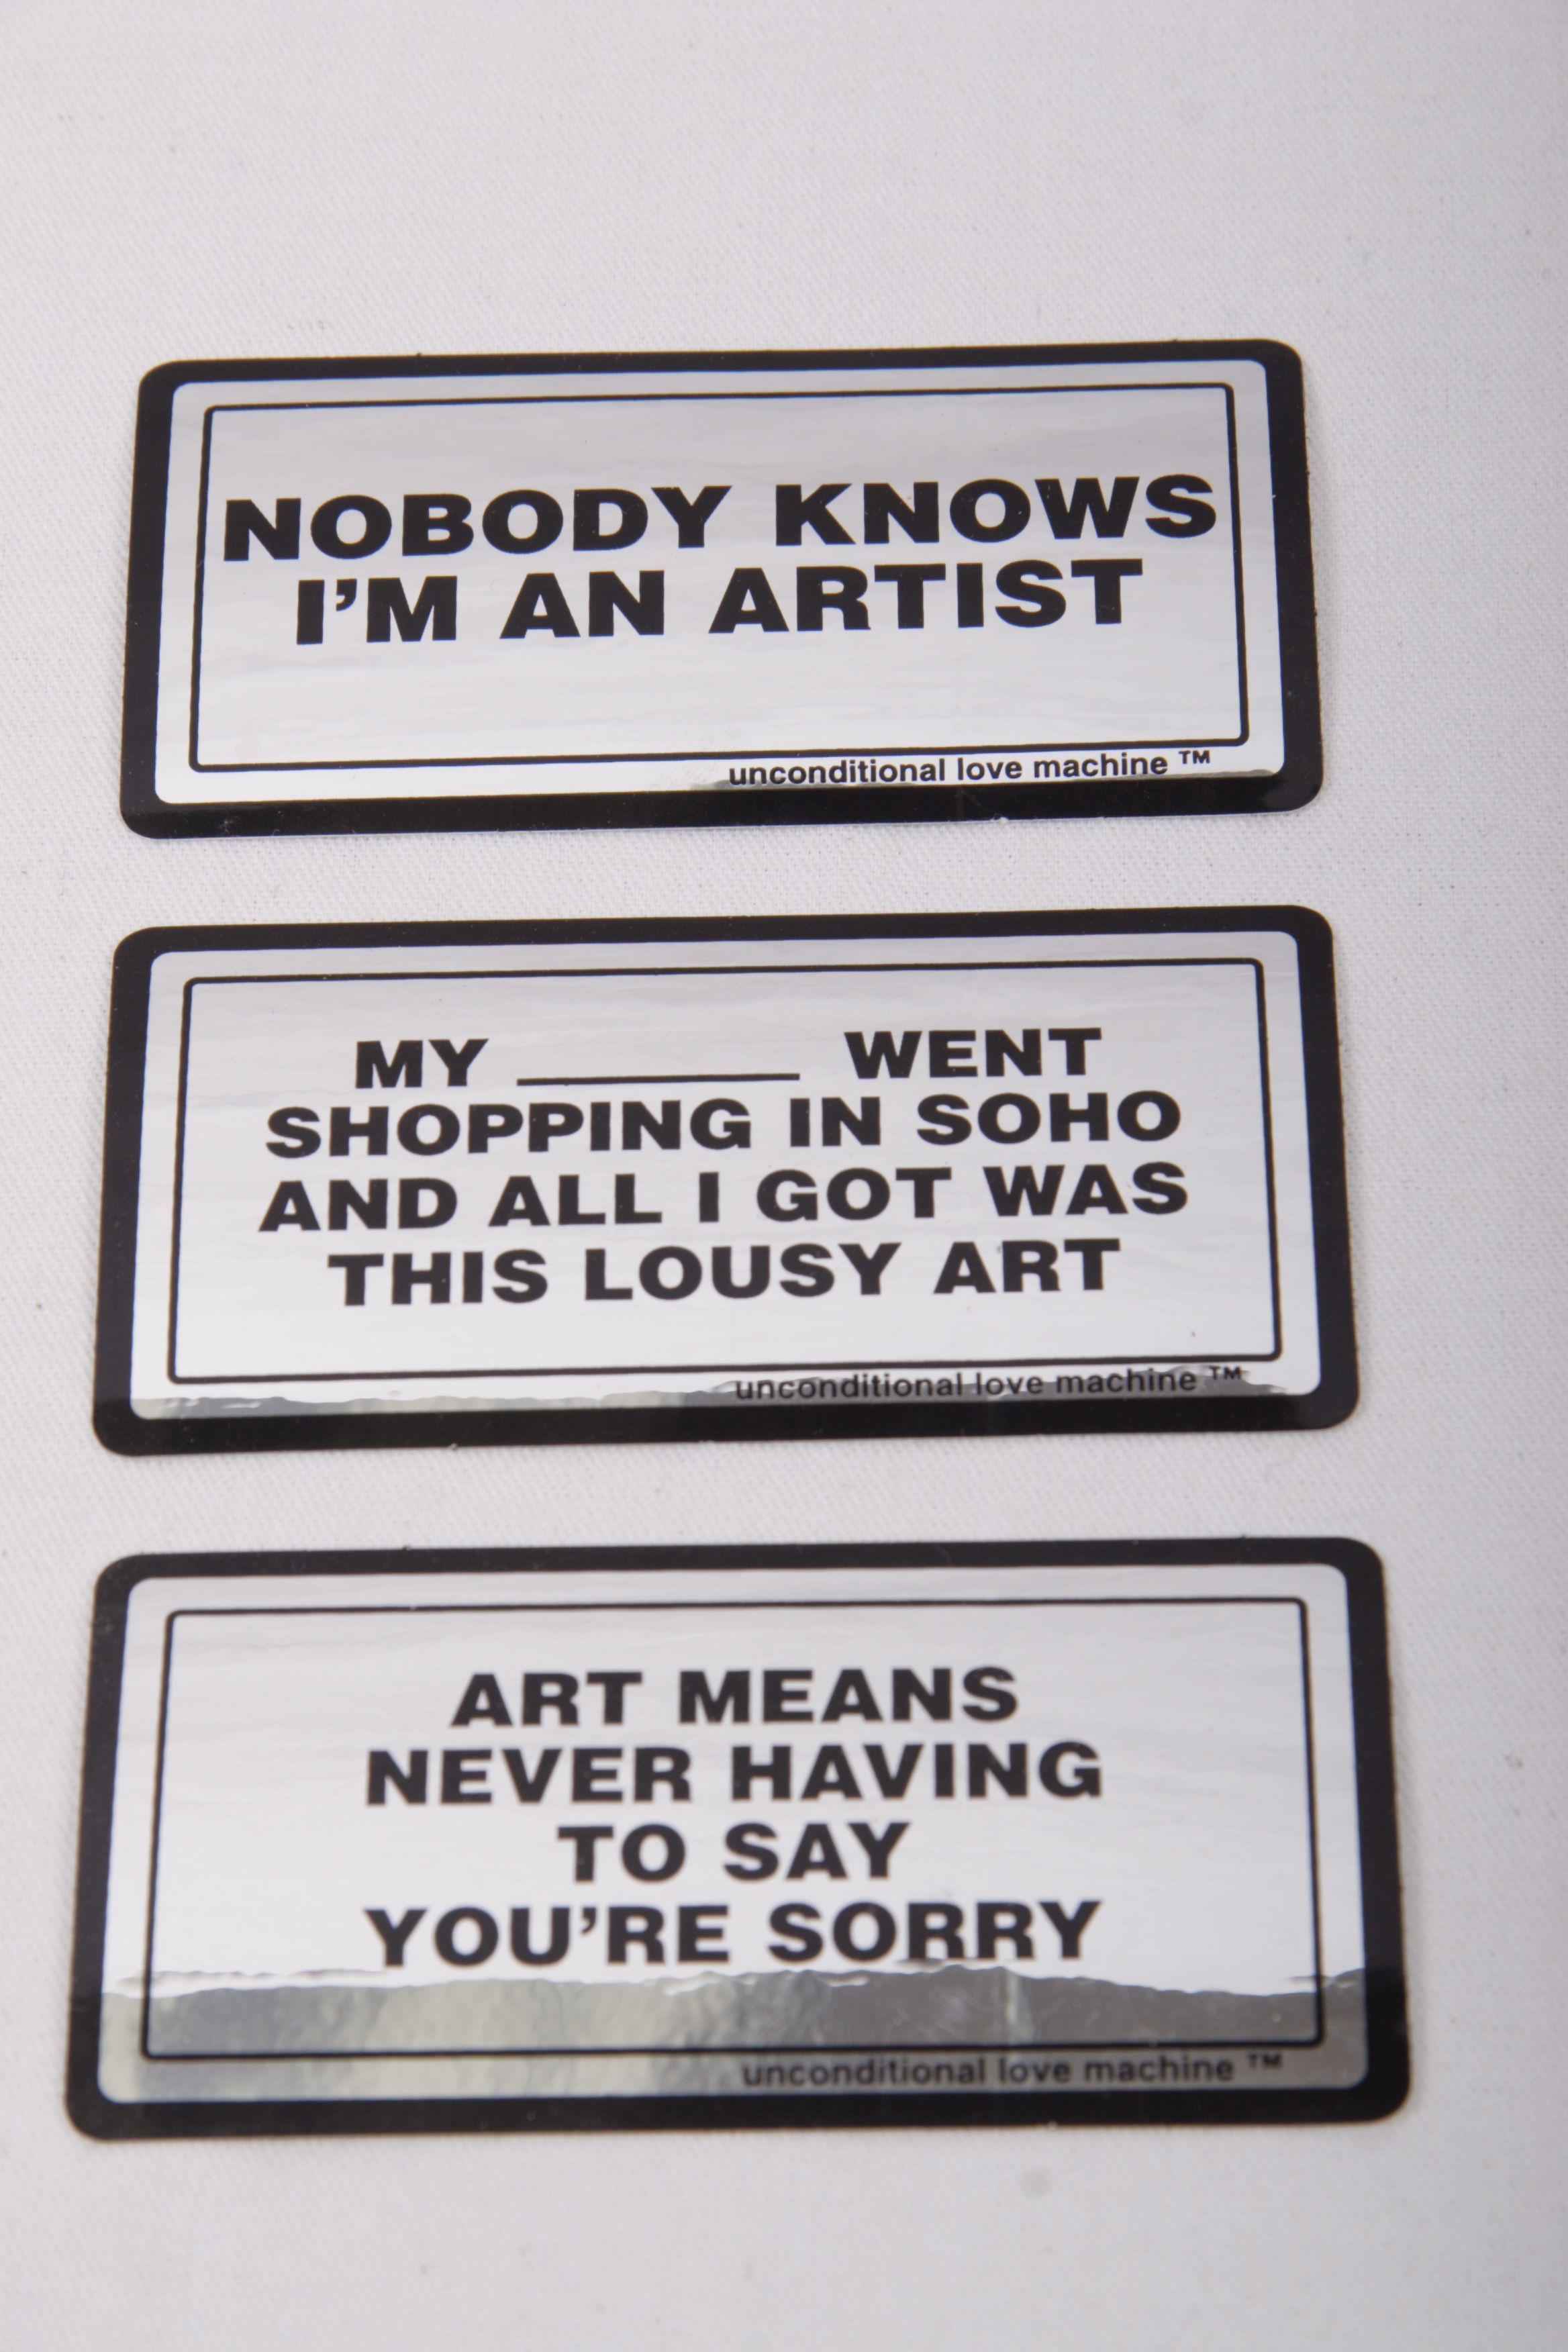 NOBODY KNOWS
I'M AN ARTIST
unconditional love machine ™
MY ______ WENT
SHOPPING IN SOHO
AND ALL I GOT WAS
THIS LOUSY ART
unconditional love machine ™
ART MEANS
NEVER HAVING
TO SAY
YOU'RE SORRY
unconditional love machine ™